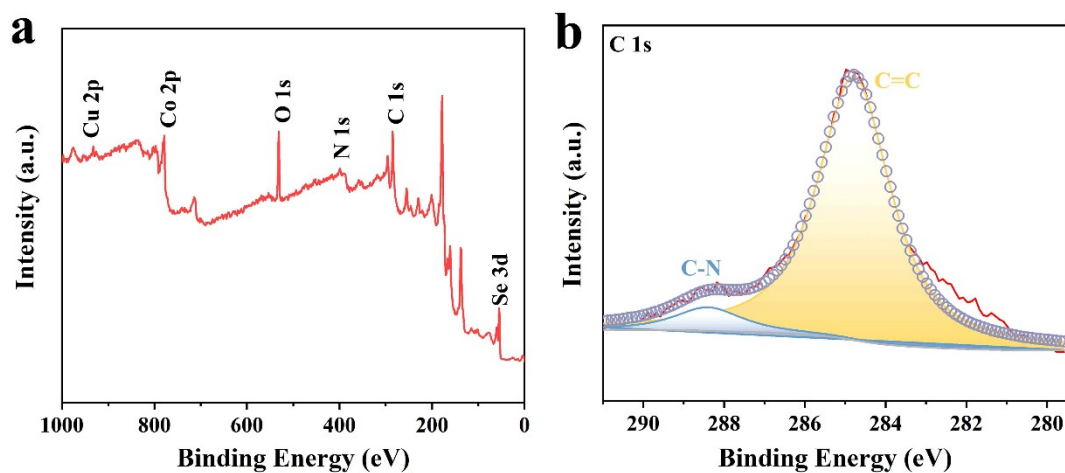 a
Cu 2p
Co 2p
O 1s
N 1s
C 1s
Se 3d
Intensity (a.u.)
1000 800 600 400 200 0
Binding Energy (eV)
b
C 1s
C=C
C-N
Intensity (a.u.)
290 288 286 284 282 280
Binding Energy (eV)